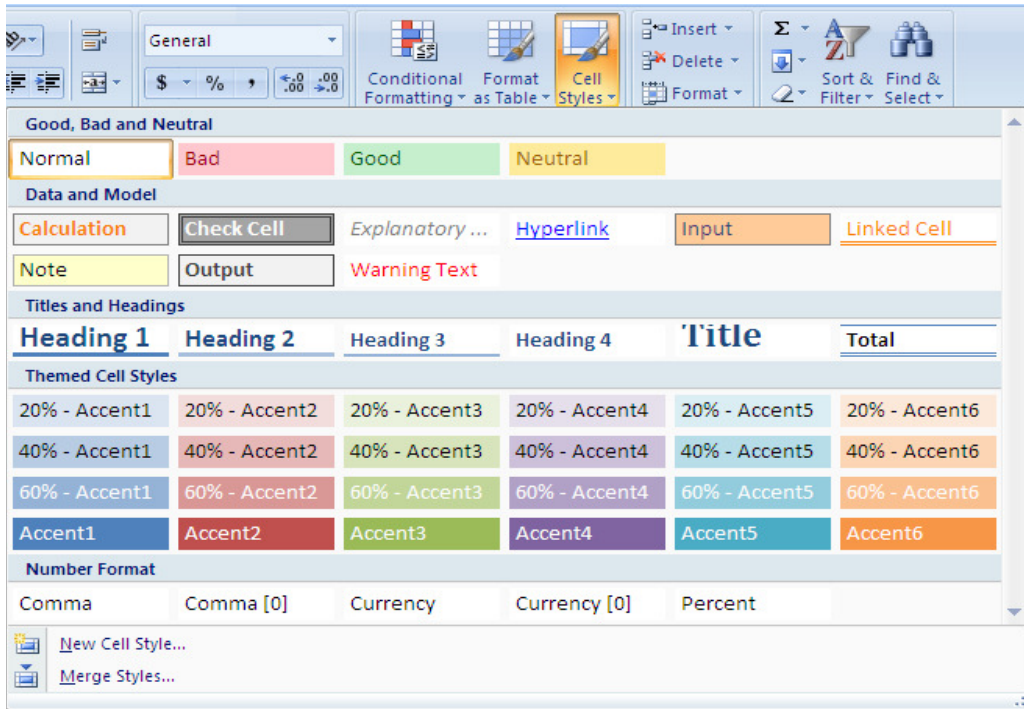 General
$ % ,
.0 .00
.00 .0
Conditional Formatting
Format as Table
Cell Styles
Insert
Delete
Format
Σ
Sort & Filter
Find & Select
Good, Bad and Neutral
Normal Bad Good Neutral
Data and Model
Calculation Check Cell Explanatory ... Hyperlink Input Linked Cell
Note Output Warning Text
Titles and Headings
Heading 1 Heading 2 Heading 3 Heading 4 Title Total
Themed Cell Styles
20% - Accent1 20% - Accent2 20% - Accent3 20% - Accent4 20% - Accent5 20% - Accent6
40% - Accent1 40% - Accent2 40% - Accent3 40% - Accent4 40% - Accent5 40% - Accent6
60% - Accent1 60% - Accent2 60% - Accent3 60% - Accent4 60% - Accent5 60% - Accent6
Accent1 Accent2 Accent3 Accent4 Accent5 Accent6
Number Format
Comma Comma [0] Currency Currency [0] Percent
New Cell Style...
Merge Styles...